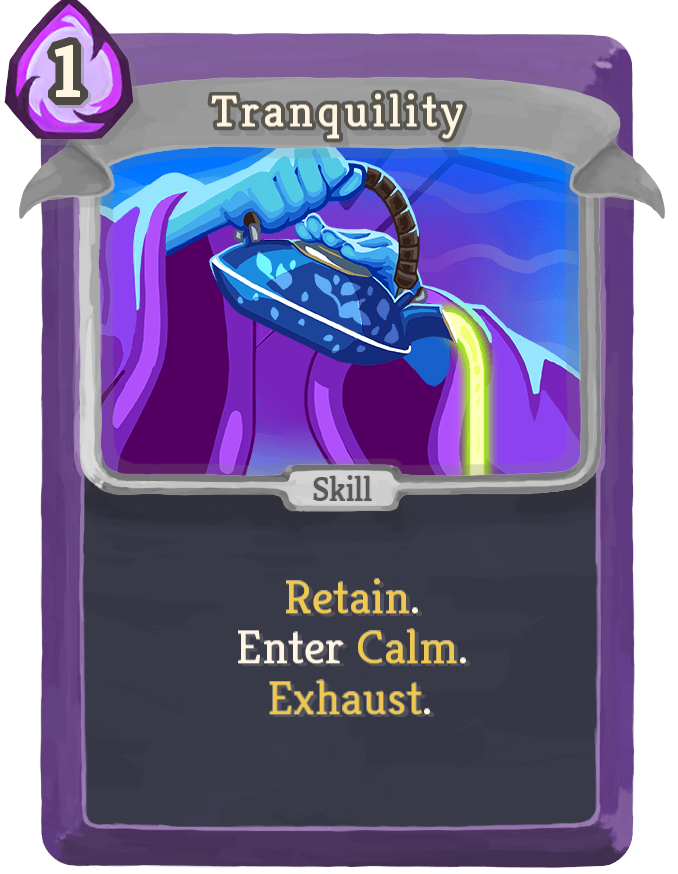 1
Tranquility
Skill
Retain.
Enter Calm.
Exhaust.